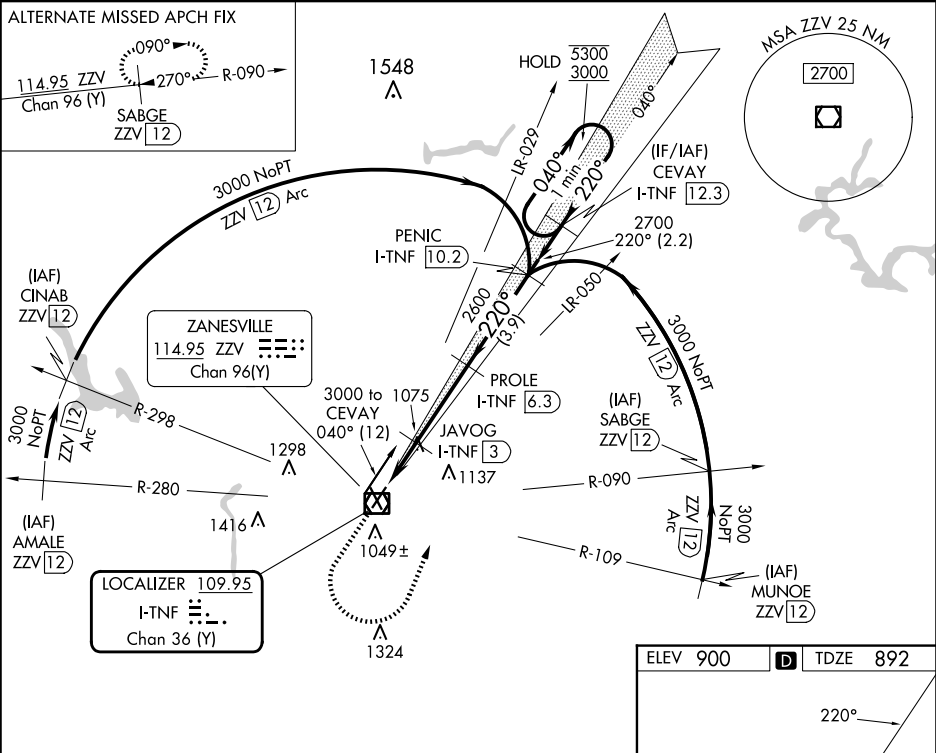 ALTERNATE MISSED APCH FIX
090°
114.95 ZZV
270°
R-090
Chan 96 (Y)
SABGE
ZZV 12
1548
HOLD
5300
3000
MSA ZZV 25 NM
2700
LR-029
040°
040°
1 min
220°
(IF/IAF)
CEVAY
I-TNF 12.3
3000 NoPT
ZZV 12 Arc
PENIC
I-TNF 10.2
2700
220° (2.2)
LR-050
(IAF)
CINAB
ZZV 12
2600
220°
(3.9)
3000 NoPT
ZZV 12 Arc
ZANESVILLE
114.95 ZZV
Chan 96(Y)
PROLE
I-TNF 6.3
3000
NoPT
ZZV 12
Arc
R-298
3000 to
CEVAY
040° (12)
1075
JAVOG
I-TNF 3
(IAF)
SABGE
ZZV 12
1298
1137
R-280
R-090
(IAF)
AMALE
ZZV 12
1416
1049±
ZZV 12
Arc
3000
NoPT
R-109
LOCALIZER 109.95
I-TNF
Chan 36 (Y)
(IAF)
MUNOE
ZZV 12
1324
ELEV 900
D
TDZE 892
220°